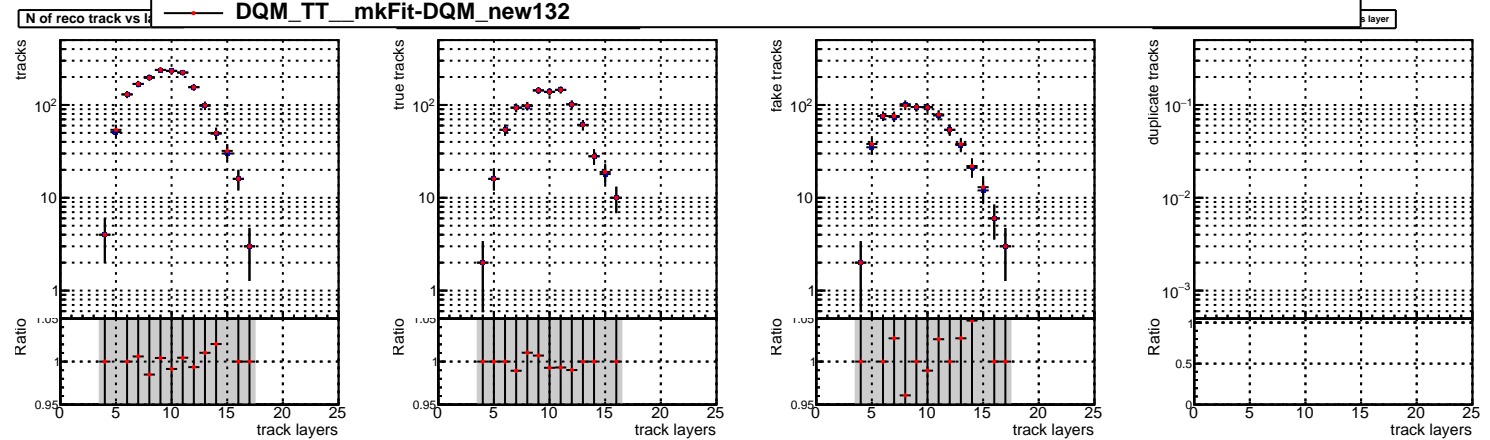 DQM_TT__mkFit-DQM_new132
N of reco track vs
layer
tracks
10²
10
1
Ratio
1.05
1
0.95
0 5 10 15 20 25
track layers
true tracks
10²
10
1
Ratio
1.05
1
0.95
0 5 10 15 20 25
track layers
fake tracks
10²
10
1
Ratio
1.05
1
0.95
0 5 10 15 20 25
track layers
duplicate tracks
10⁻¹
10⁻²
10⁻³
Ratio
1
0.5
0
0 5 10 15 20 25
track layers